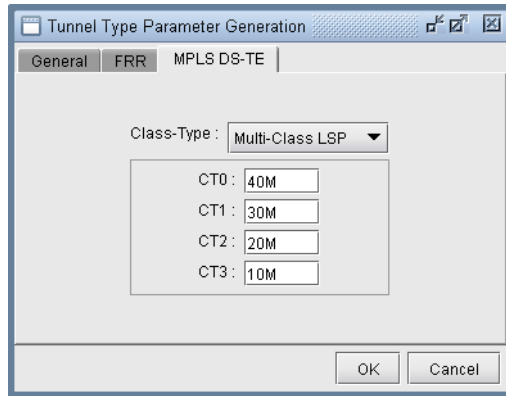 Tunnel Type Parameter Generation
General FRR MPLS DS-TE
Class-Type : Multi-Class LSP
CT0 : 40M
CT1 : 30M
CT2 : 20M
CT3 : 10M
OK Cancel